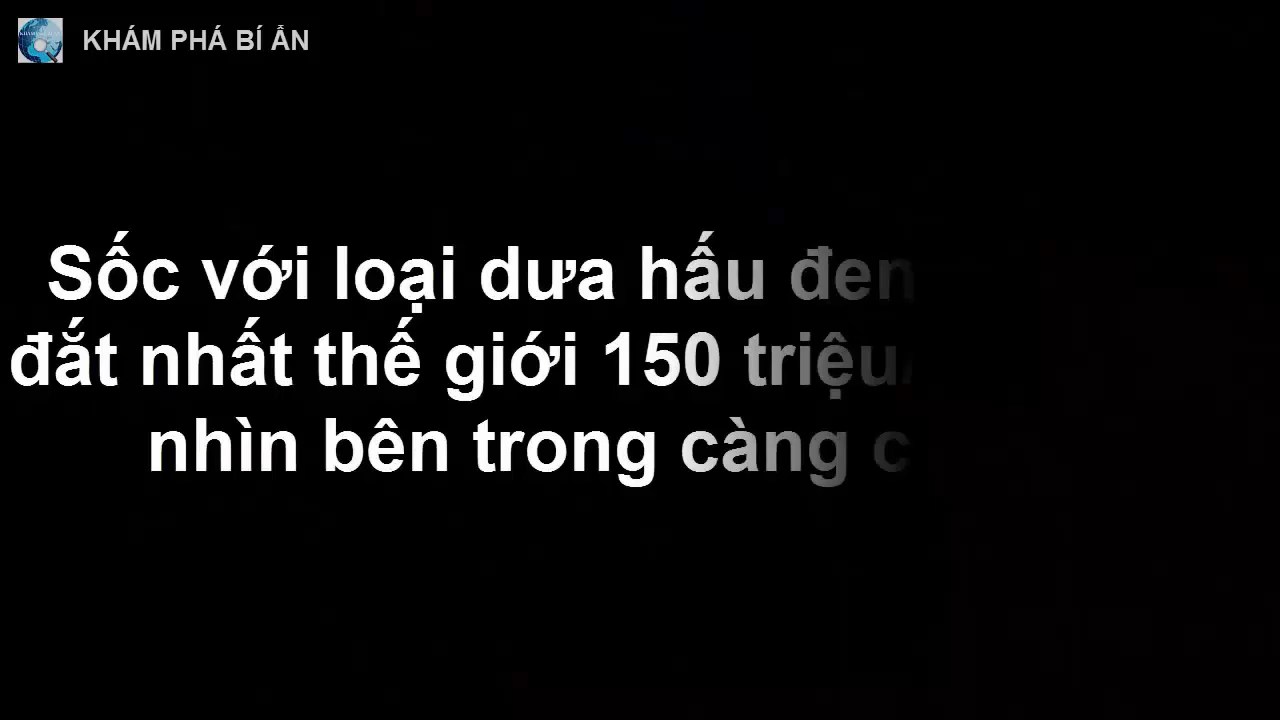 KHÁM PHÁ BÍ ẨN
Sốc với loại dưa hấu đen
đắt nhất thế giới 150 triệu/
nhìn bên trong càng